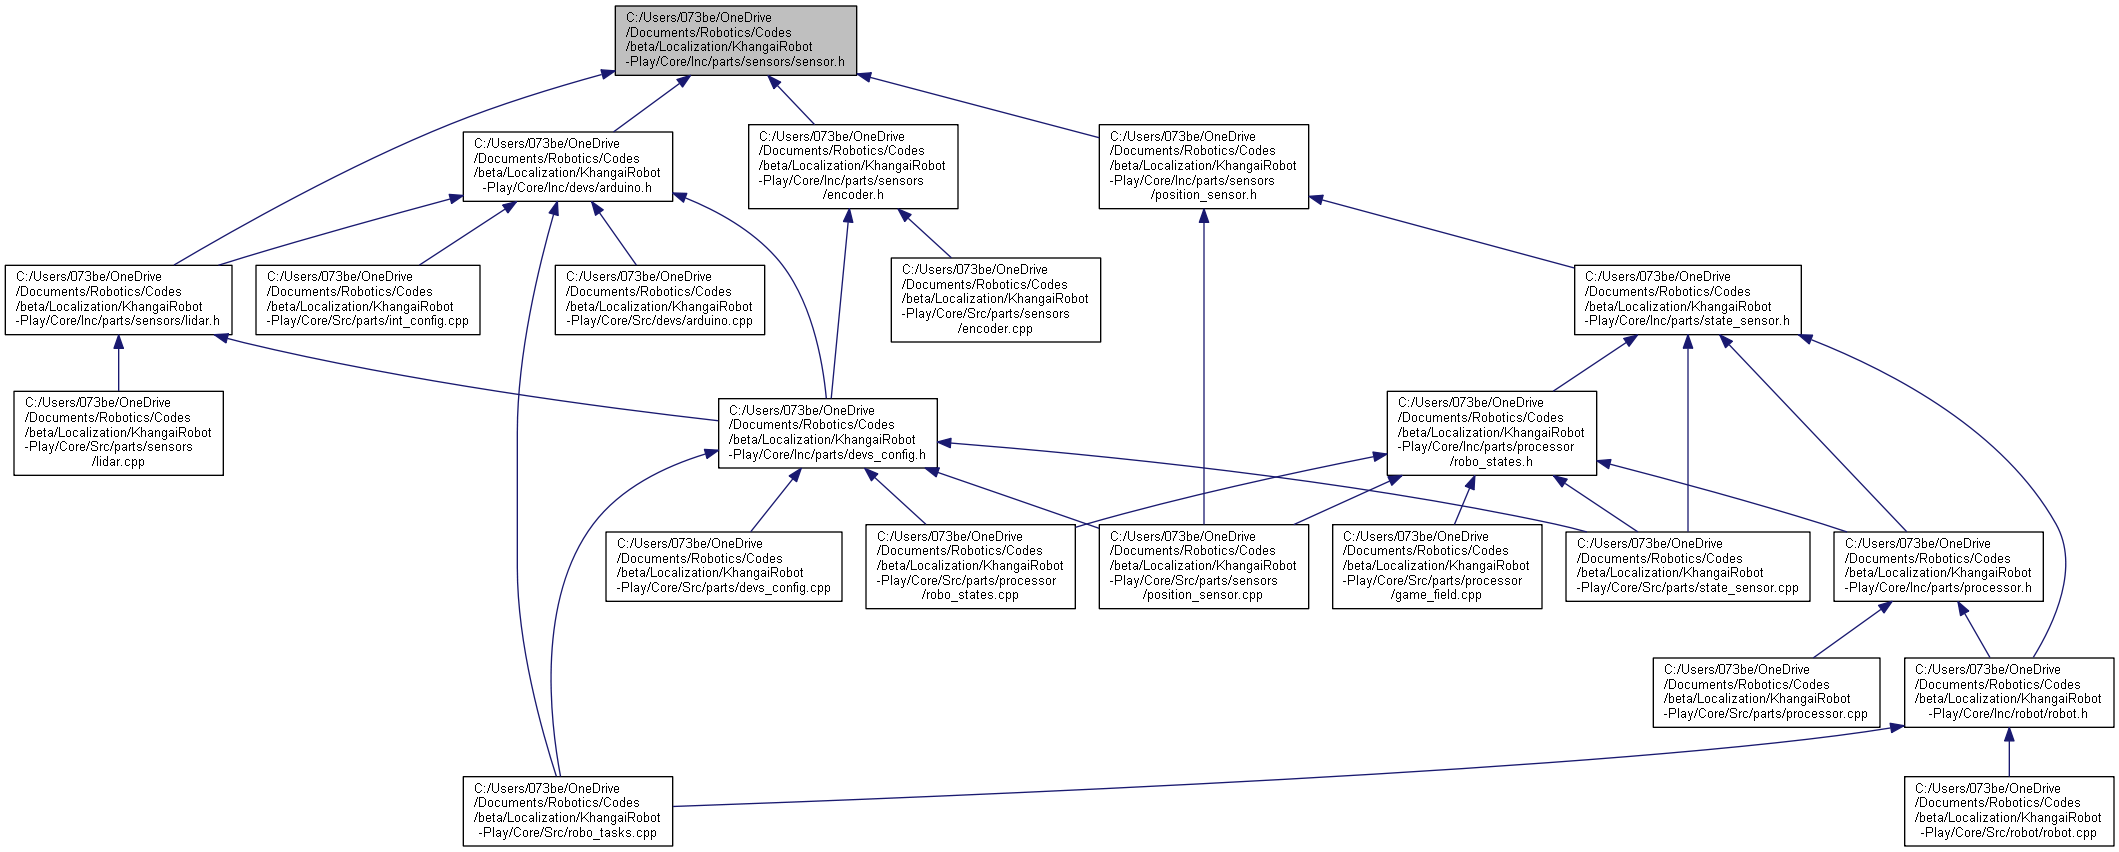 C:/Users/073be/OneDrive
/Documents/Robotics/Codes
/beta/Localization/KhangaiRobot
-Play/Core/Inc/parts/sensors/sensor.h
C:/Users/073be/OneDrive
/Documents/Robotics/Codes
/beta/Localization/KhangaiRobot
-Play/Core/Inc/devs/arduino.h
C:/Users/073be/OneDrive
/Documents/Robotics/Codes
/beta/Localization/KhangaiRobot
-Play/Core/Inc/parts/sensors
/encoder.h
C:/Users/073be/OneDrive
/Documents/Robotics/Codes
/beta/Localization/KhangaiRobot
-Play/Core/Inc/parts/sensors
/position_sensor.h
C:/Users/073be/OneDrive
/Documents/Robotics/Codes
/beta/Localization/KhangaiRobot
-Play/Core/Inc/parts/sensors/lidar.h
C:/Users/073be/OneDrive
/Documents/Robotics/Codes
/beta/Localization/KhangaiRobot
-Play/Core/Src/parts/int_config.cpp
C:/Users/073be/OneDrive
/Documents/Robotics/Codes
/beta/Localization/KhangaiRobot
-Play/Core/Src/devs/arduino.cpp
C:/Users/073be/OneDrive
/Documents/Robotics/Codes
/beta/Localization/KhangaiRobot
-Play/Core/Src/parts/sensors
/encoder.cpp
C:/Users/073be/OneDrive
/Documents/Robotics/Codes
/beta/Localization/KhangaiRobot
-Play/Core/Inc/parts/state_sensor.h
C:/Users/073be/OneDrive
/Documents/Robotics/Codes
/beta/Localization/KhangaiRobot
-Play/Core/Src/parts/sensors
/lidar.cpp
C:/Users/073be/OneDrive
/Documents/Robotics/Codes
/beta/Localization/KhangaiRobot
-Play/Core/Inc/parts/devs_config.h
C:/Users/073be/OneDrive
/Documents/Robotics/Codes
/beta/Localization/KhangaiRobot
-Play/Core/Inc/parts/processor
/robo_states.h
C:/Users/073be/OneDrive
/Documents/Robotics/Codes
/beta/Localization/KhangaiRobot
-Play/Core/Src/parts/devs_config.cpp
C:/Users/073be/OneDrive
/Documents/Robotics/Codes
/beta/Localization/KhangaiRobot
-Play/Core/Src/parts/processor
/robo_states.cpp
C:/Users/073be/OneDrive
/Documents/Robotics/Codes
/beta/Localization/KhangaiRobot
-Play/Core/Src/parts/sensors
/position_sensor.cpp
C:/Users/073be/OneDrive
/Documents/Robotics/Codes
/beta/Localization/KhangaiRobot
-Play/Core/Src/parts/processor
/game_field.cpp
C:/Users/073be/OneDrive
/Documents/Robotics/Codes
/beta/Localization/KhangaiRobot
-Play/Core/Src/parts/state_sensor.cpp
C:/Users/073be/OneDrive
/Documents/Robotics/Codes
/beta/Localization/KhangaiRobot
-Play/Core/Inc/parts/processor.h
C:/Users/073be/OneDrive
/Documents/Robotics/Codes
/beta/Localization/KhangaiRobot
-Play/Core/Src/parts/processor.cpp
C:/Users/073be/OneDrive
/Documents/Robotics/Codes
/beta/Localization/KhangaiRobot
-Play/Core/Inc/robot/robot.h
C:/Users/073be/OneDrive
/Documents/Robotics/Codes
/beta/Localization/KhangaiRobot
-Play/Core/Src/robo_tasks.cpp
C:/Users/073be/OneDrive
/Documents/Robotics/Codes
/beta/Localization/KhangaiRobot
-Play/Core/Src/robot/robot.cpp